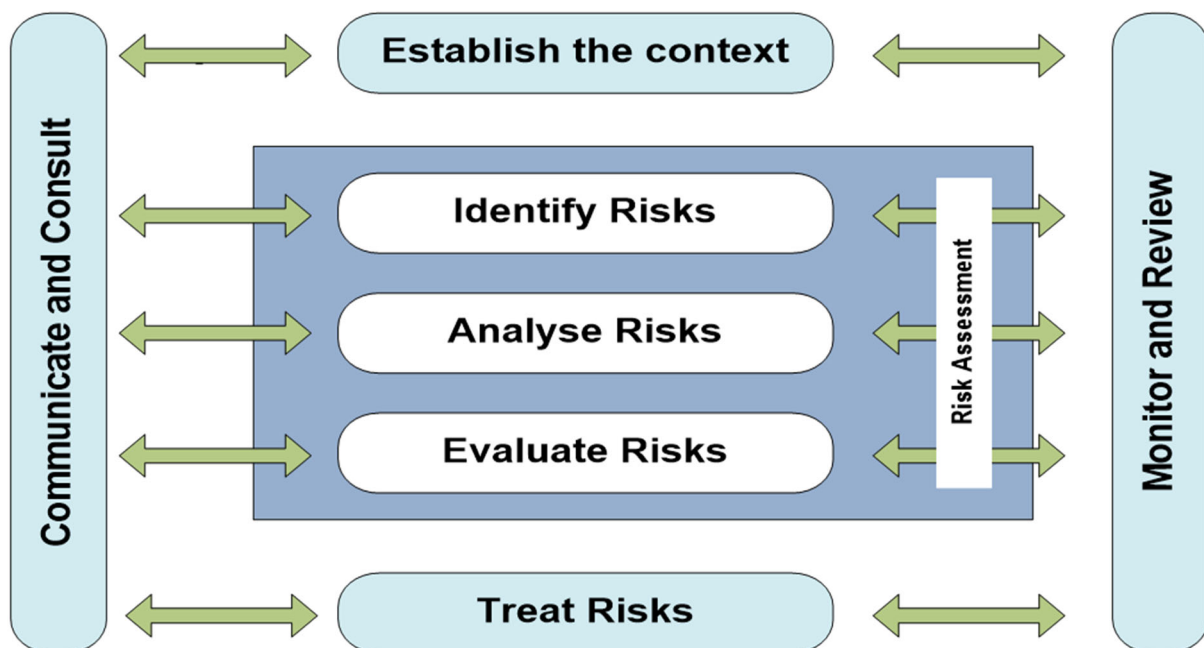 Establish the context
Communicate and Consult
Identify Risks
Analyse Risks
Evaluate Risks
Risk Assessment
Monitor and Review
Treat Risks